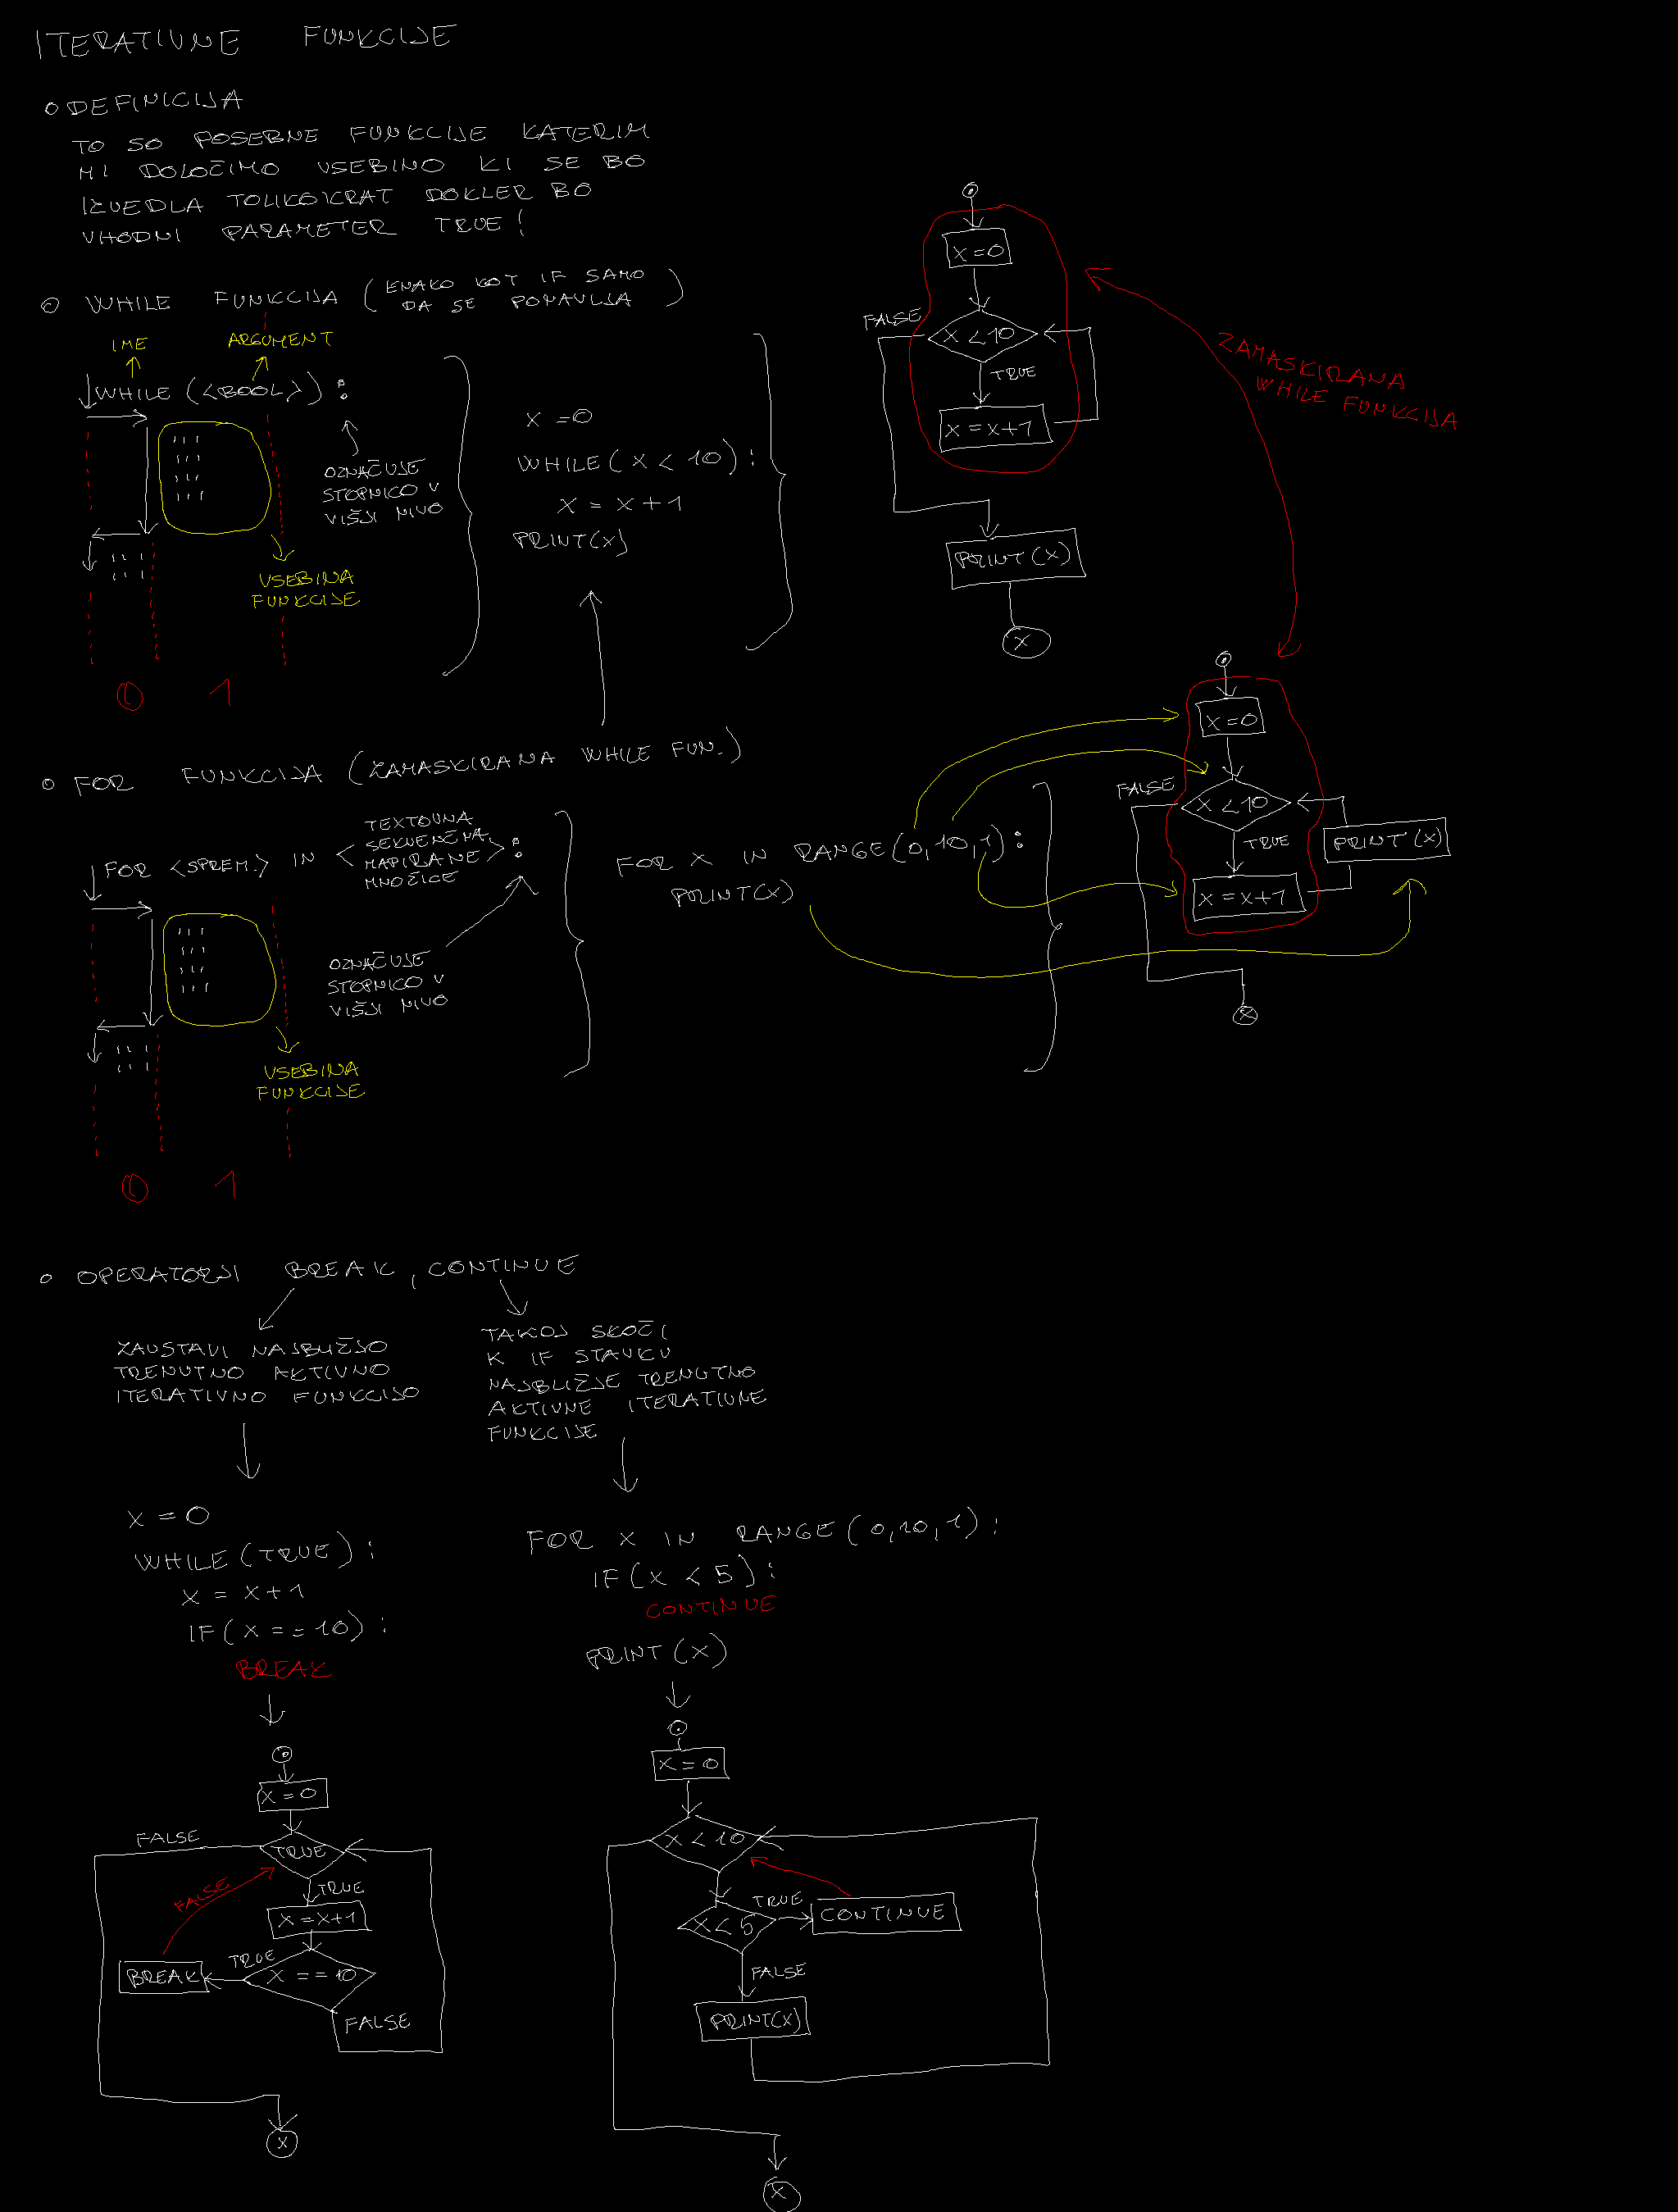 ITERATIVNE FUNKCIJE
DEFINICIJA
TO SO POSEBNE FUNKCIJE KATERIM
MI DOLOČIMO VSEBINO KI SE BO
IZVEDLA TOLIKOKRAT DOKLER BO
VHODNI PARAMETER TRUE!
WHILE FUNKCIJA (ENAKO KOT IF SAMO
DA SE PONAVLJA)
IME
ARGUMENT
WHILE (<BOOL>):
OZNAČUJE
STOPNICO V
VIŠJI NIVO
VSEBINA
FUNKCIJE
0 1
X = 0
WHILE(X < 10):
X = X + 1
PRINT(X)
X = 0
FALSE
X < 10
TRUE
X = X+1
PRINT(X)
X
ZAMASKIRANA
WHILE FUNKCIJA
FOR FUNKCIJA (ZAMASKIRANA WHILE FUN.)
FOR <SPREM.> IN <TEXTOVNA
SEKVENČNA
MAPIRANE
MNOŽICE>:
OZNAČUJE
STOPNICO V
VIŠJI NIVO
VSEBINA
FUNKCIJE
0 1
FOR X IN RANGE(0,10,1):
PRINT(X)
X = 0
FALSE
X < 10
TRUE
PRINT(X)
X = X+1
X
OPERATORJI BREAK, CONTINUE
ZAUSTAVI NAJBLIŽJO
TRENUTNO AKTIVNO
ITERATIVNO FUNKCIJO
TAKOJ SKOČI
K IF STAVKU
NAJBLIŽJE TRENUTNO
AKTIVNE ITERATIVNE
FUNKCIJE
X = 0
WHILE(TRUE):
X = X+1
IF(X == 10):
BREAK
FOR X IN RANGE(0,10,1):
IF(X < 5):
CONTINUE
PRINT(X)
X = 0
FALSE
TRUE
FALSE
TRUE
X = X+1
TRUE
BREAK
X == 10
FALSE
X
X = 0
X < 10
TRUE
X < 5
CONTINUE
FALSE
PRINT(X)
X